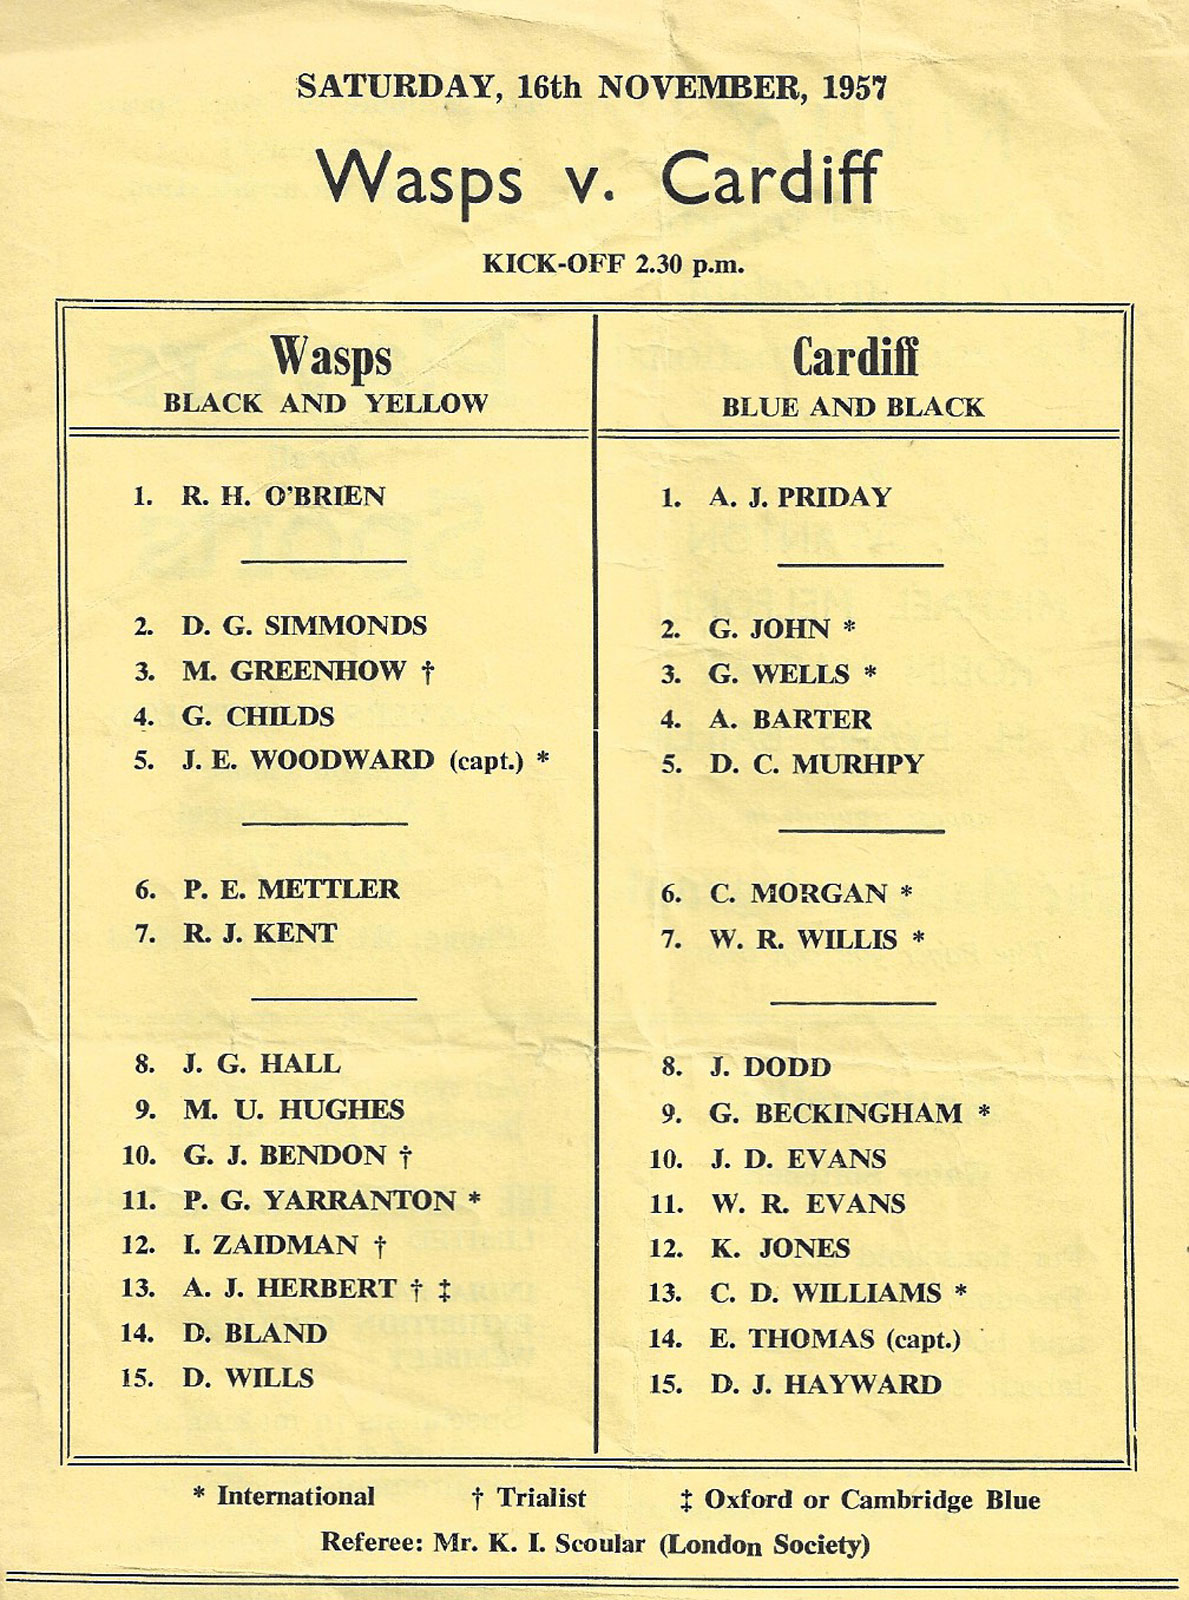 SATURDAY, 16th NOVEMBER, 1957
Wasps v. Cardiff
KICK-OFF 2.30 p.m.
Wasps
BLACK AND YELLOW
1. R. H. O'BRIEN
2. D. G. SIMMONDS
3. M. GREENHOW †
4. G. CHILDS
5. J. E. WOODWARD (capt.) *
6. P. E. METTLER
7. R. J. KENT
8. J. G. HALL
9. M. U. HUGHES
10. G. J. BENDON †
11. P. G. YARRANTON *
12. I. ZAIDMAN †
13. A. J. HERBERT † ‡
14. D. BLAND
15. D. WILLS
Cardiff
BLUE AND BLACK
1. A. J. PRIDAY
2. G. JOHN *
3. G. WELLS *
4. A. BARTER
5. D. C. MURHPY
6. C. MORGAN *
7. W. R. WILLIS *
8. J. DODD
9. G. BECKINGHAM *
10. J. D. EVANS
11. W. R. EVANS
12. K. JONES
13. C. D. WILLIAMS *
14. E. THOMAS (capt.)
15. D. J. HAYWARD
* International † Trialist ‡ Oxford or Cambridge Blue
Referee: Mr. K. I. Scoular (London Society)